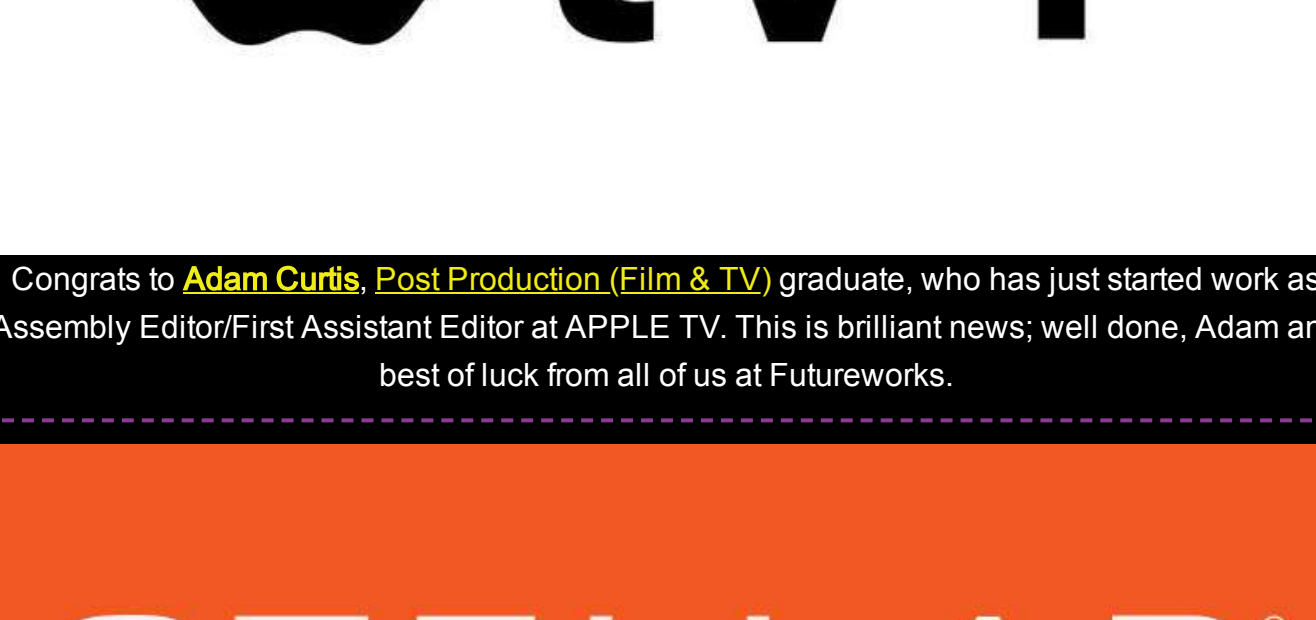 tv
Congrats to Adam Curtis, Post Production (Film & TV) graduate, who has just started work as
Assembly Editor/First Assistant Editor at APPLE TV. This is brilliant news; well done, Adam
best of luck from all of us at Futureworks.